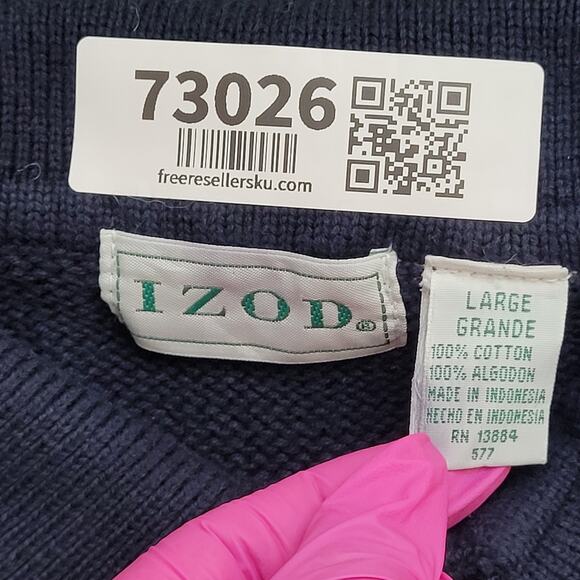 73026
freeresellersku.com
IZOD®
LARGE
GRANDE
100% COTTON
100% ALGODON
MADE IN INDONESIA
HECHO EN INDONESIA
RN 13884
577